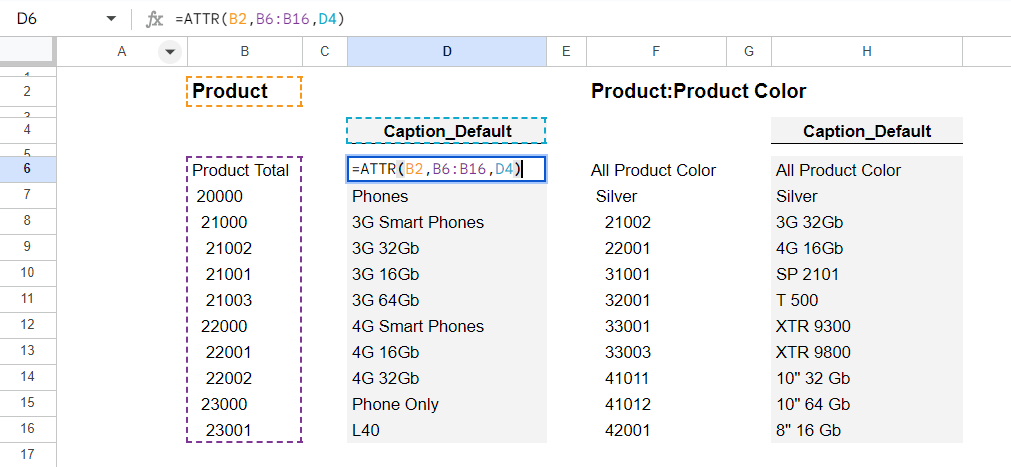 D6 fx =ATTR(B2,B6:B16,D4)
A B C D E F G H
1
2 Product Product:Product Color
3
4 Caption_Default Caption_Default
5
6 Product Total =ATTR(B2,B6:B16,D4) All Product Color All Product Color
7 20000 Phones Silver Silver
8 21000 3G Smart Phones 21002 3G 32Gb
9 21002 3G 32Gb 22001 4G 16Gb
10 21001 3G 16Gb 31001 SP 2101
11 21003 3G 64Gb 32001 T 500
12 22000 4G Smart Phones 33001 XTR 9300
13 22001 4G 16Gb 33003 XTR 9800
14 22002 4G 32Gb 41011 10" 32 Gb
15 23000 Phone Only 41012 10" 64 Gb
16 23001 L40 42001 8" 16 Gb
17